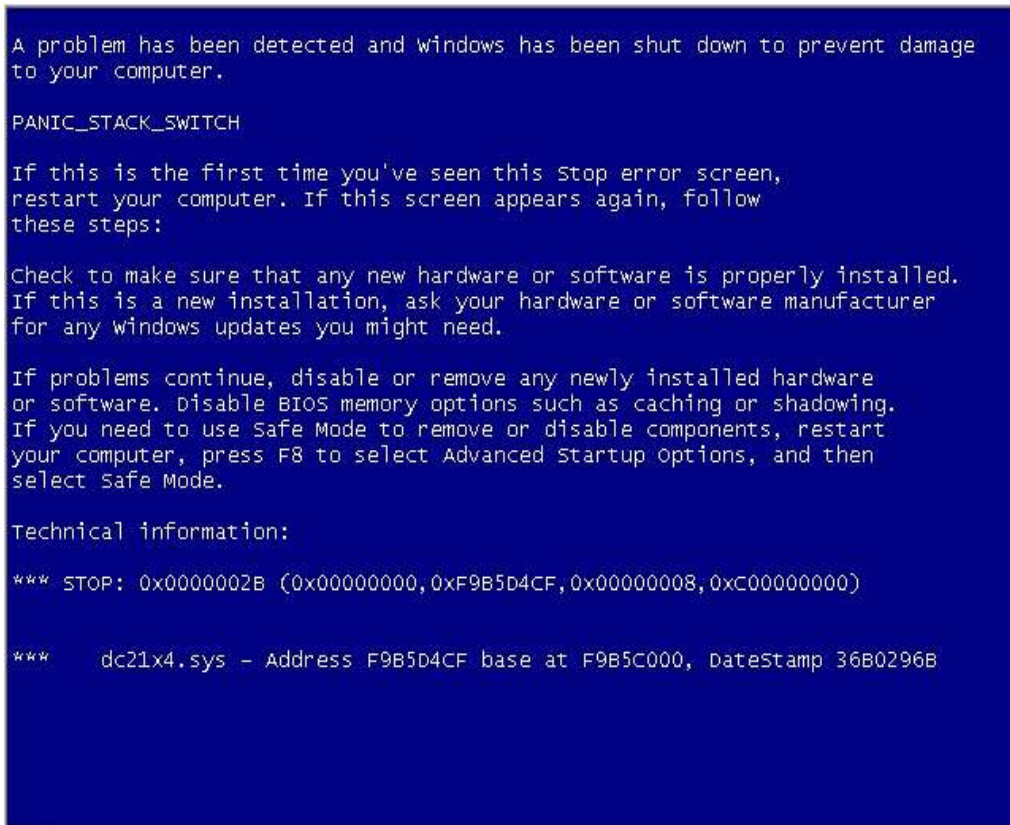 A problem has been detected and Windows has been shut down to prevent damage
to your computer.
PANIC_STACK_SWITCH
If this is the first time you've seen this Stop error screen,
restart your computer. If this screen appears again, follow
these steps:
Check to make sure that any new hardware or software is properly installed.
If this is a new installation, ask your hardware or software manufacturer
for any Windows updates you might need.
If problems continue, disable or remove any newly installed hardware
or software. Disable BIOS memory options such as caching or shadowing.
If you need to use Safe Mode to remove or disable components, restart
your computer, press F8 to select Advanced Startup Options, and then
select Safe Mode.
Technical information:
*** STOP: 0x0000002B (0x00000000,0xF9B5D4CF,0x00000008,0xC00000000)
*** dc21x4.sys – Address F9B5D4CF base at F9B5C000, DateStamp 36B0296B